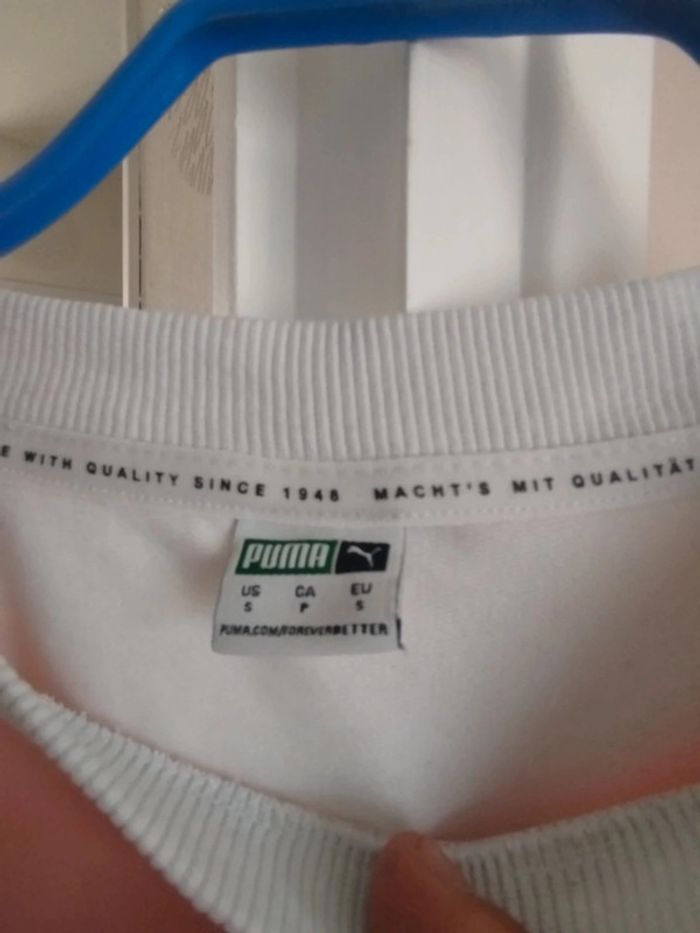 E WITH QUALITY SINCE 1948 MACHT'S MIT QUALITÄT
PUMA
US CA EU
S P S
PUMA.COM/FOREVERBETTER